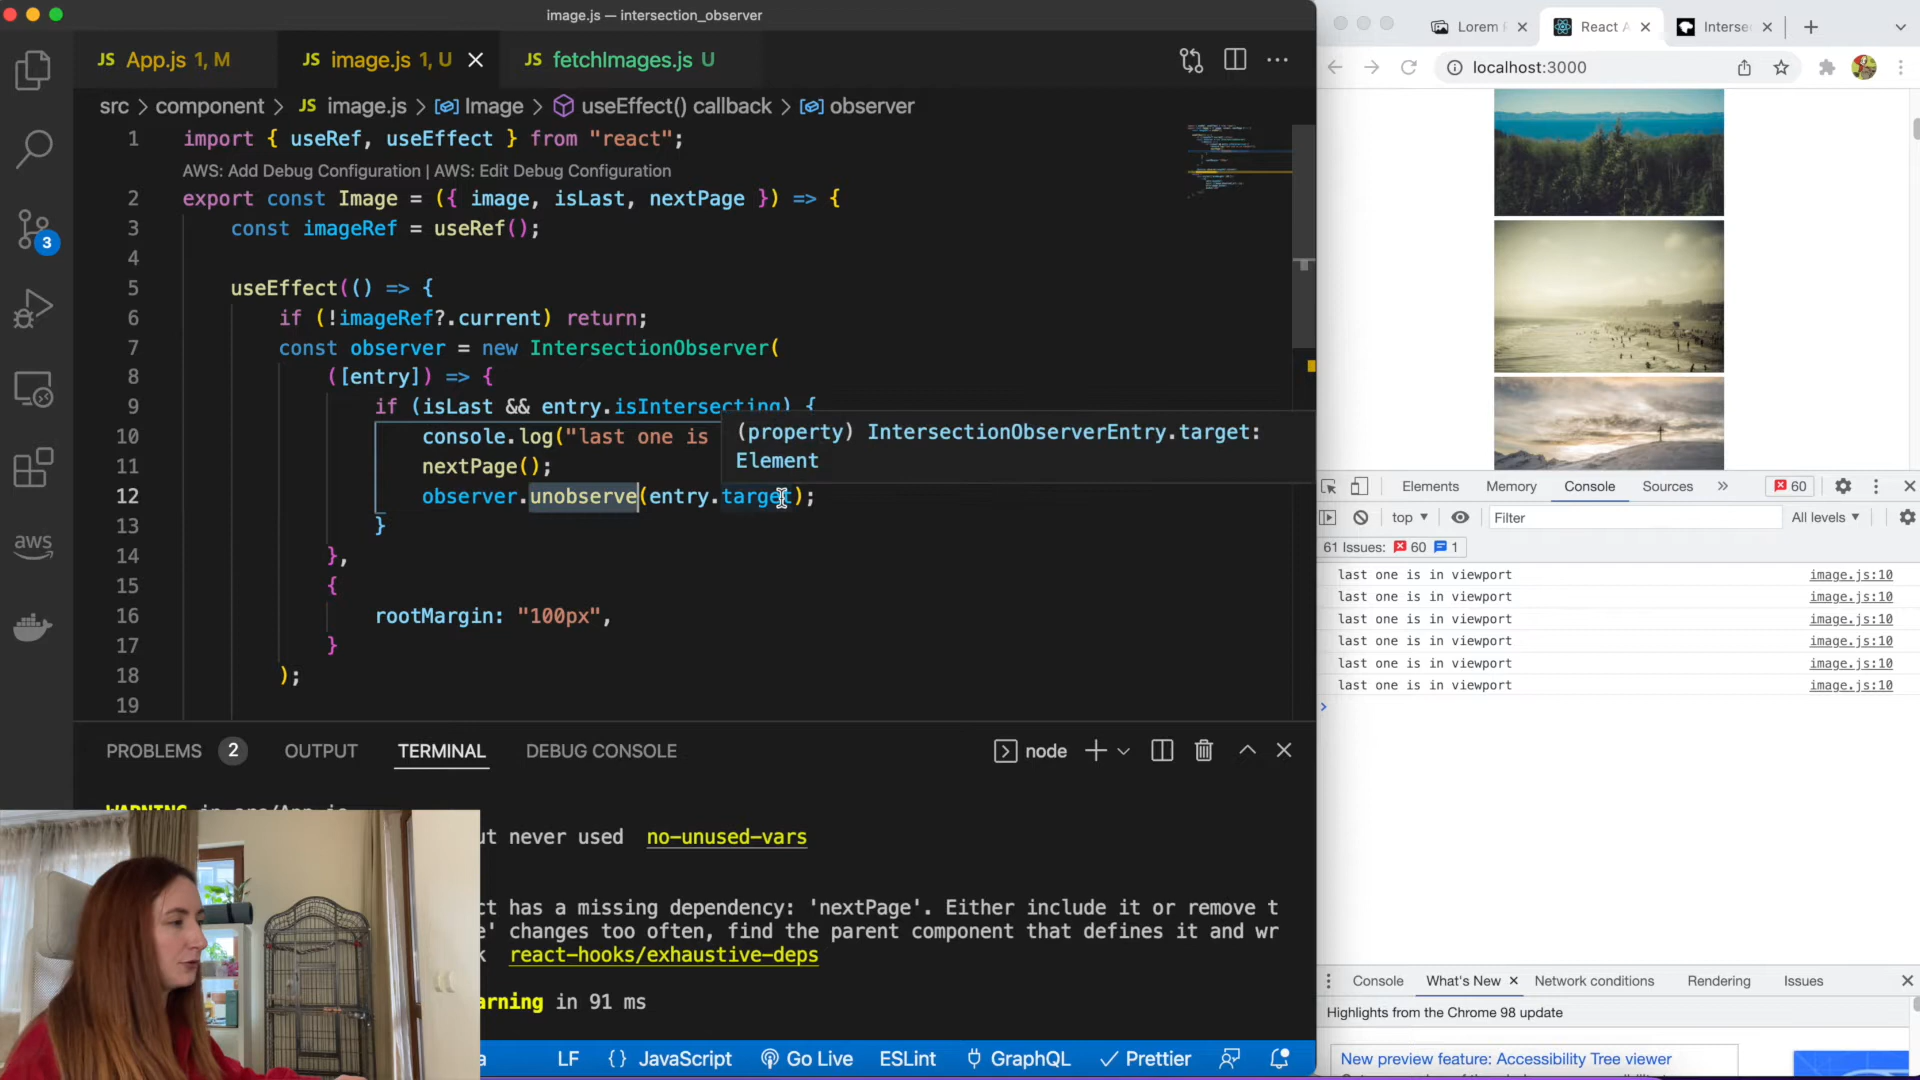 image.js — intersection_observer
JS App.js 1, M
JS image.js 1, U
JS fetchImages.js U
src > component > JS image.js > Image > useEffect() callback > observer
1 import { useRef, useEffect } from "react";
AWS: Add Debug Configuration | AWS: Edit Debug Configuration
2 export const Image = ({ image, isLast, nextPage }) => {
3 const imageRef = useRef();
4
5 useEffect(() => {
6 if (!imageRef?.current) return;
7 const observer = new IntersectionObserver(
8 ([entry]) => {
9 if (isLast && entry.isIntersecting) {
10 console.log("last one is
(property) IntersectionObserverEntry.target:
Element
11 nextPage();
12 observer.unobserve(entry.target);
13 }
14 },
15 {
16 rootMargin: "100px",
17 }
18 );
19
3
aws
PROBLEMS 2 OUTPUT TERMINAL DEBUG CONSOLE
node
ut never used no-unused-vars
ct has a missing dependency: 'nextPage'. Either include it or remove t
e' changes too often, find the parent component that defines it and wr
k react-hooks/exhaustive-deps
arning in 91 ms
LF {} JavaScript Go Live ESLint GraphQL Prettier
Lorem
React A
Interse
localhost:3000
Elements Memory Console Sources 60
top Filter All levels
61 Issues: 60 1
last one is in viewport image.js:10
last one is in viewport image.js:10
last one is in viewport image.js:10
last one is in viewport image.js:10
last one is in viewport image.js:10
last one is in viewport image.js:10
Console What's New Network conditions Rendering Issues
Highlights from the Chrome 98 update
New preview feature: Accessibility Tree viewer